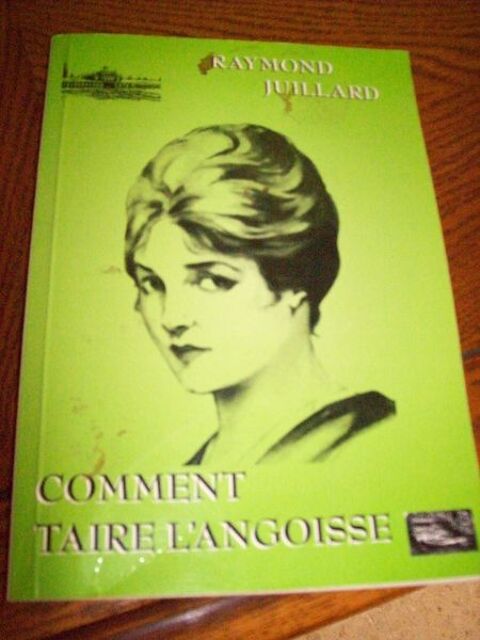 RAYMOND
JUILLARD
COMMENT
TAIRE L'ANGOISSE